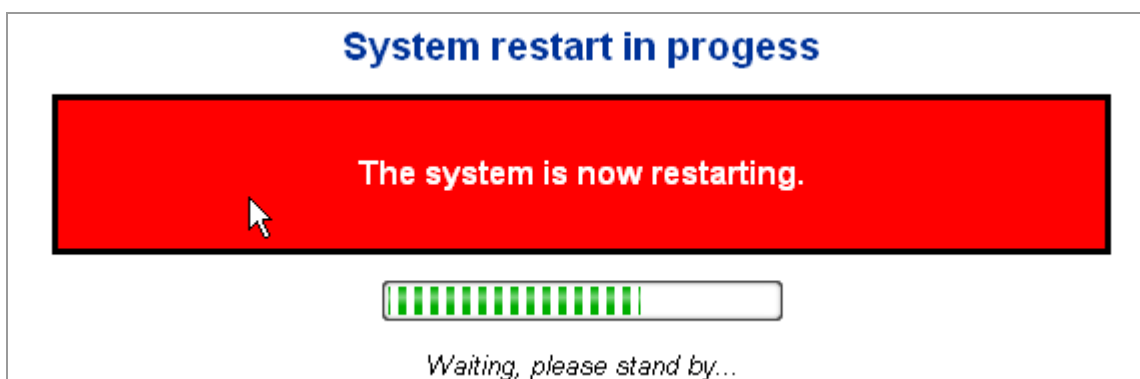 System restart in progess
The system is now restarting.
Waiting, please stand by...